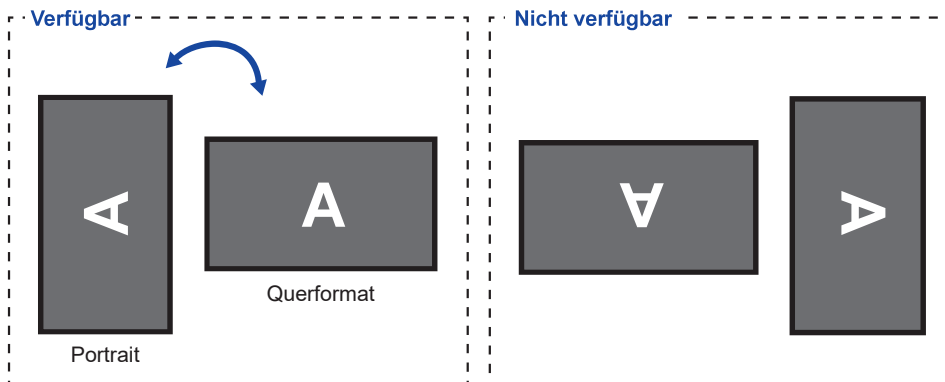 Verfügbar
Nicht verfügbar
A
A
A
A
Querformat
Portrait